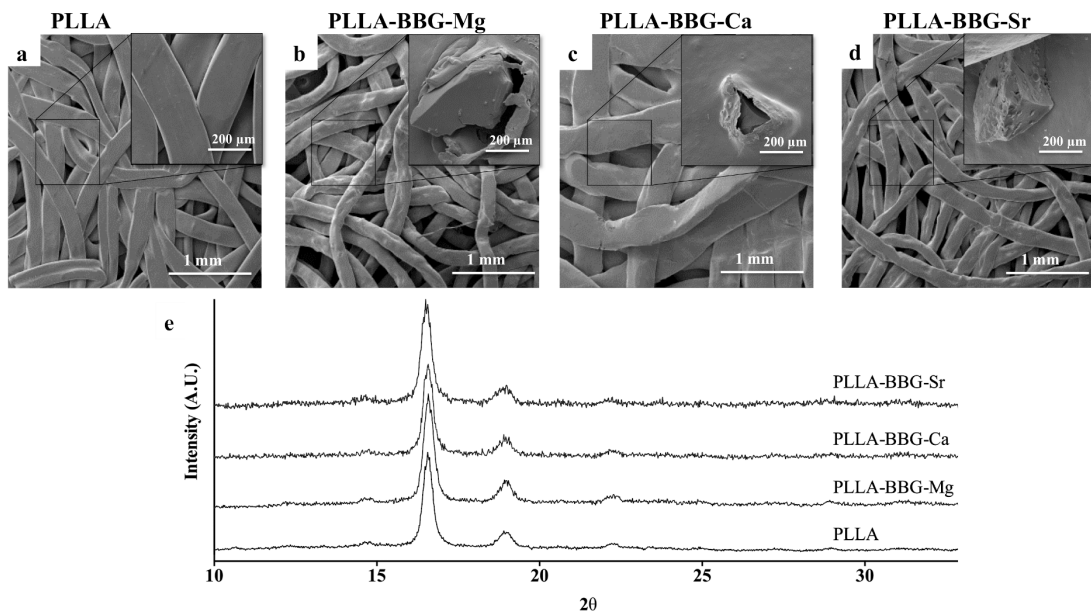 PLLA PLLA-BBG-Mg PLLA-BBG-Ca PLLA-BBG-Sr
a b c d
200 µm 200 µm 200 µm 200 µm
1 mm 1 mm 1 mm 1 mm
e
Intensity (A.U.)
PLLA-BBG-Sr
PLLA-BBG-Ca
PLLA-BBG-Mg
PLLA
10 15 20 25 30
2θ